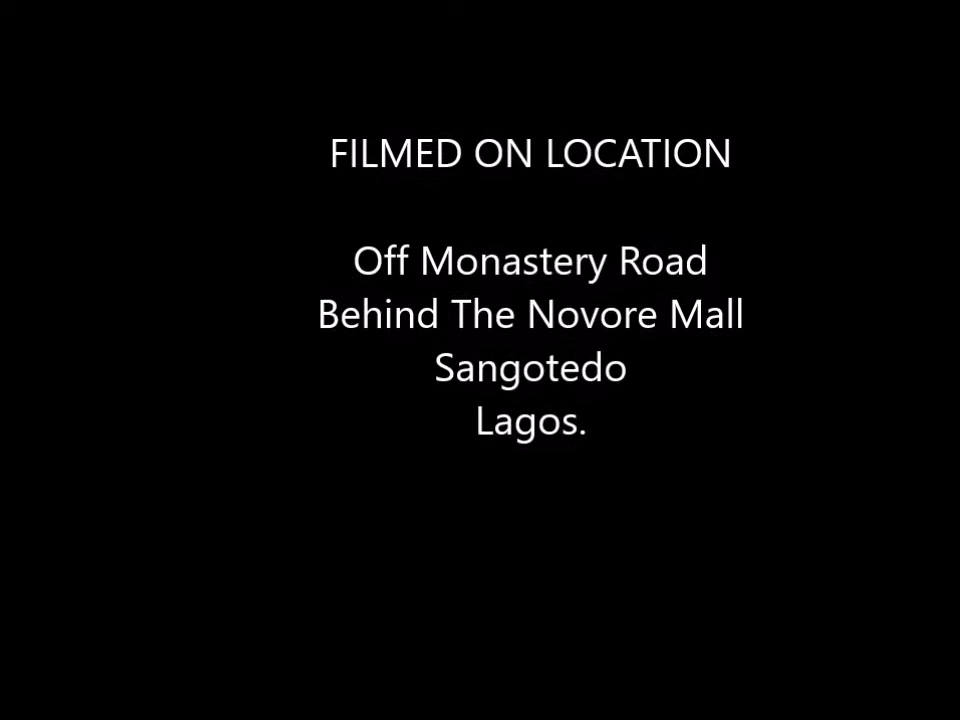 FILMED ON LOCATION
Off Monastery Road
Behind The Novore Mall
Sangotedo
Lagos.